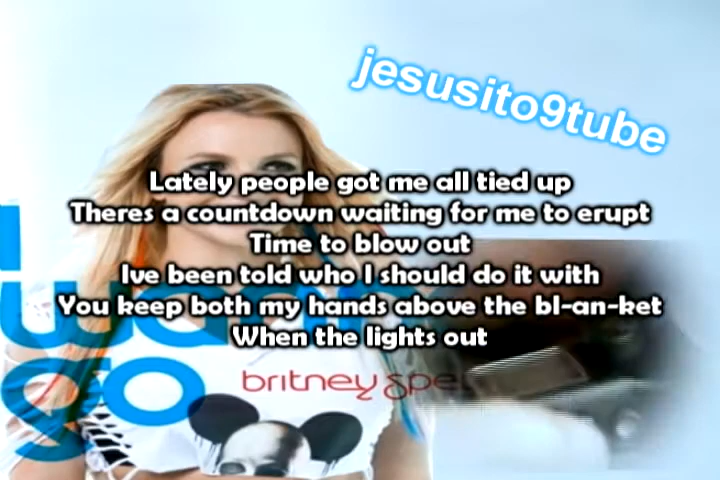 jesusito9tube
Lately people got me all tied up
Theres a countdown waiting for me to erupt
Time to blow out
Ive been told who I should do it with
You keep both my hands above the bl-an-ket
When the lights out
I
wanna
go
britney spe